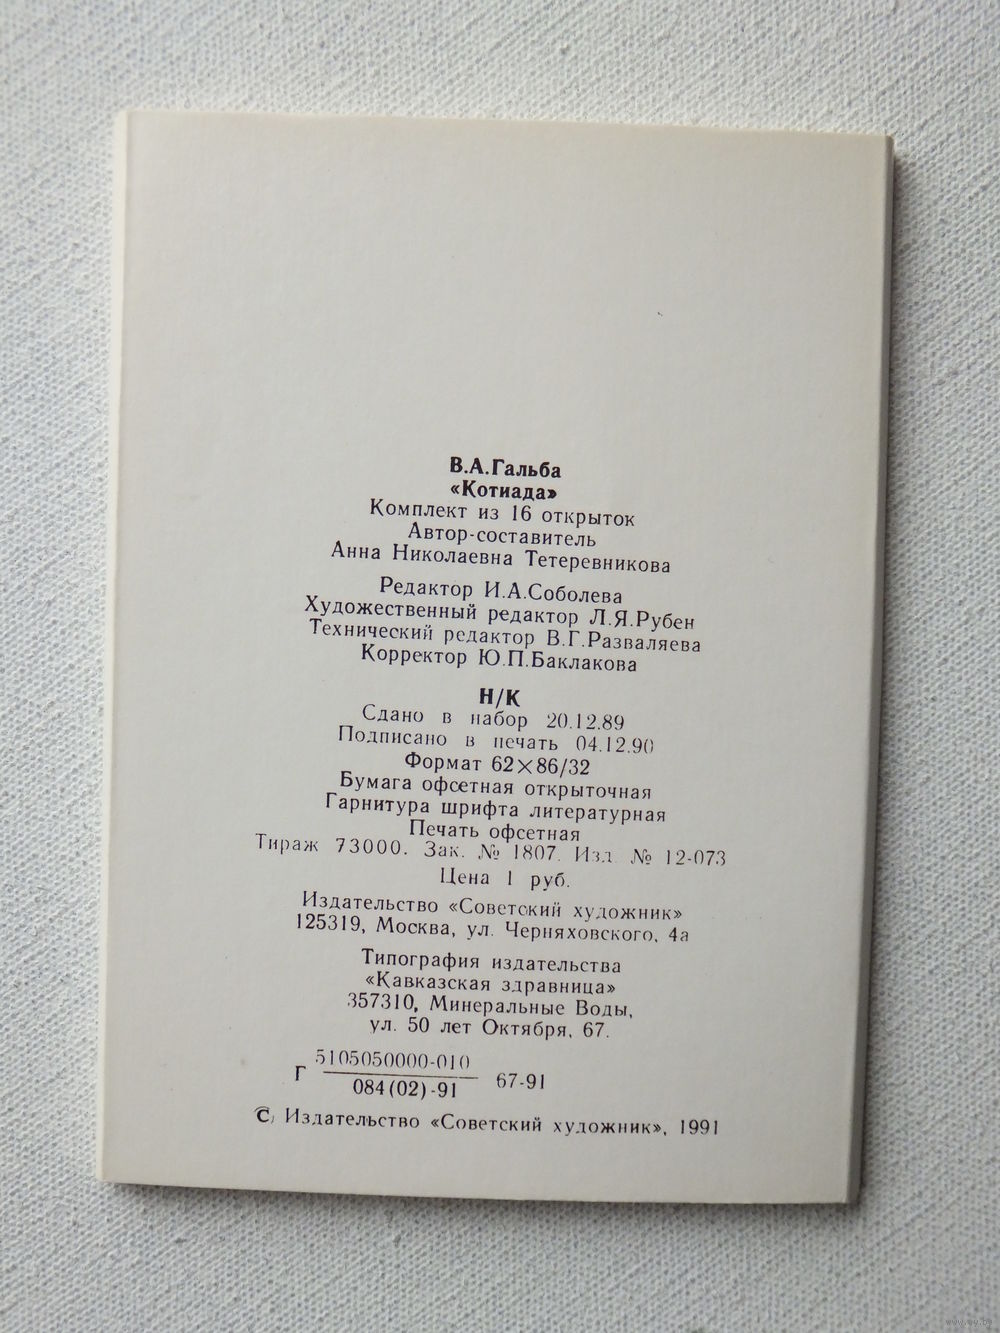 В.А.Гальба
«Котиада»
Комплект из 16 открыток
Автор-составитель
Анна Николаевна Тетеревникова
Редактор И.А.Соболева
Художественный редактор Л.Я.Рубен
Технический редактор В.Г.Разваляева
Корректор Ю.П.Баклакова
Н/К
Сдано в набор 20.12.89
Подписано в печать 04.12.90
Формат 62×86/32
Бумага офсетная открыточная
Гарнитура шрифта литературная
Печать офсетная
Тираж 73000. Зак. № 1807. Изд. № 12-073
Цена 1 руб.
Издательство «Советский художник»
125319, Москва, ул. Черняховского, 4а
Типография издательства
«Кавказская здравница»
357310, Минеральные Воды,
ул. 50 лет Октября, 67.
Г 5105050000-010
084(02)-91 67-91
© Издательство «Советский художник», 1991